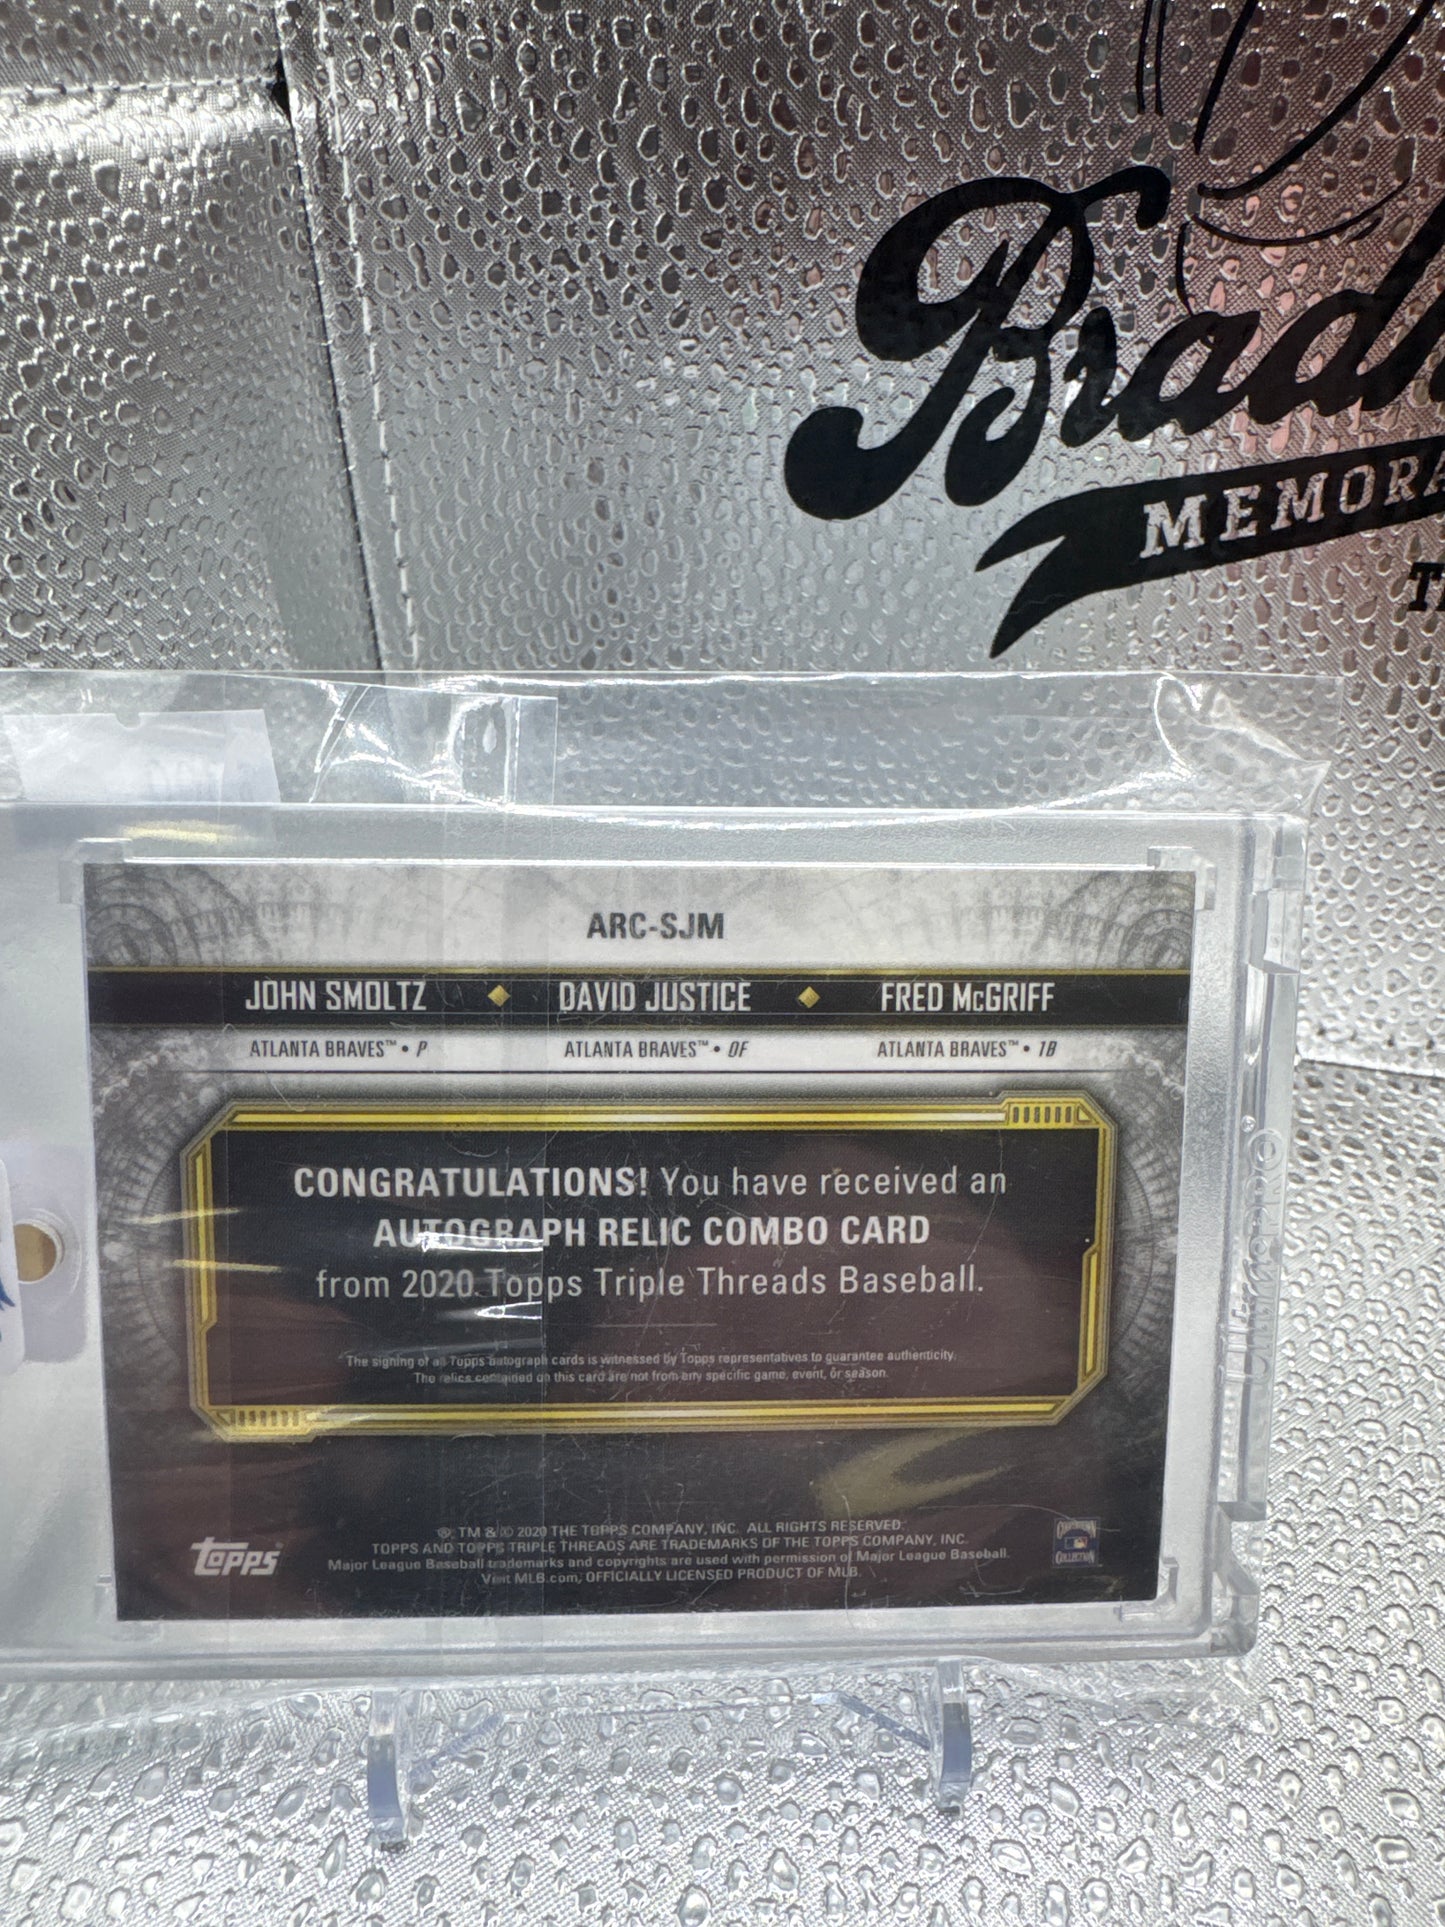 MEMORA
ARC-SJM
JOHN SMOLTZ ◆ DAVID JUSTICE ◆ FRED McGRIFF
ATLANTA BRAVES™ • P ATLANTA BRAVES™ • OF ATLANTA BRAVES™ • 1B
CONGRATULATIONS! You have received an
AUTOGRAPH RELIC COMBO CARD
from 2020 Topps Triple Threads Baseball.
The signing of all Topps autograph cards is witnessed by Topps representatives to guarantee authenticity.
The relics contained on this card are not from any specific game, event, or season.
®, TM & © 2020 THE TOPPS COMPANY, INC. ALL RIGHTS RESERVED.
TOPPS AND TOPPS TRIPLE THREADS ARE TRADEMARKS OF THE TOPPS COMPANY, INC.
Major League Baseball trademarks and copyrights are used with permission of Major League Baseball.
Visit MLB.com, OFFICIALLY LICENSED PRODUCT OF MLB.
topps®
COOPERSTOWN
COLLECTION
Ultra PRO